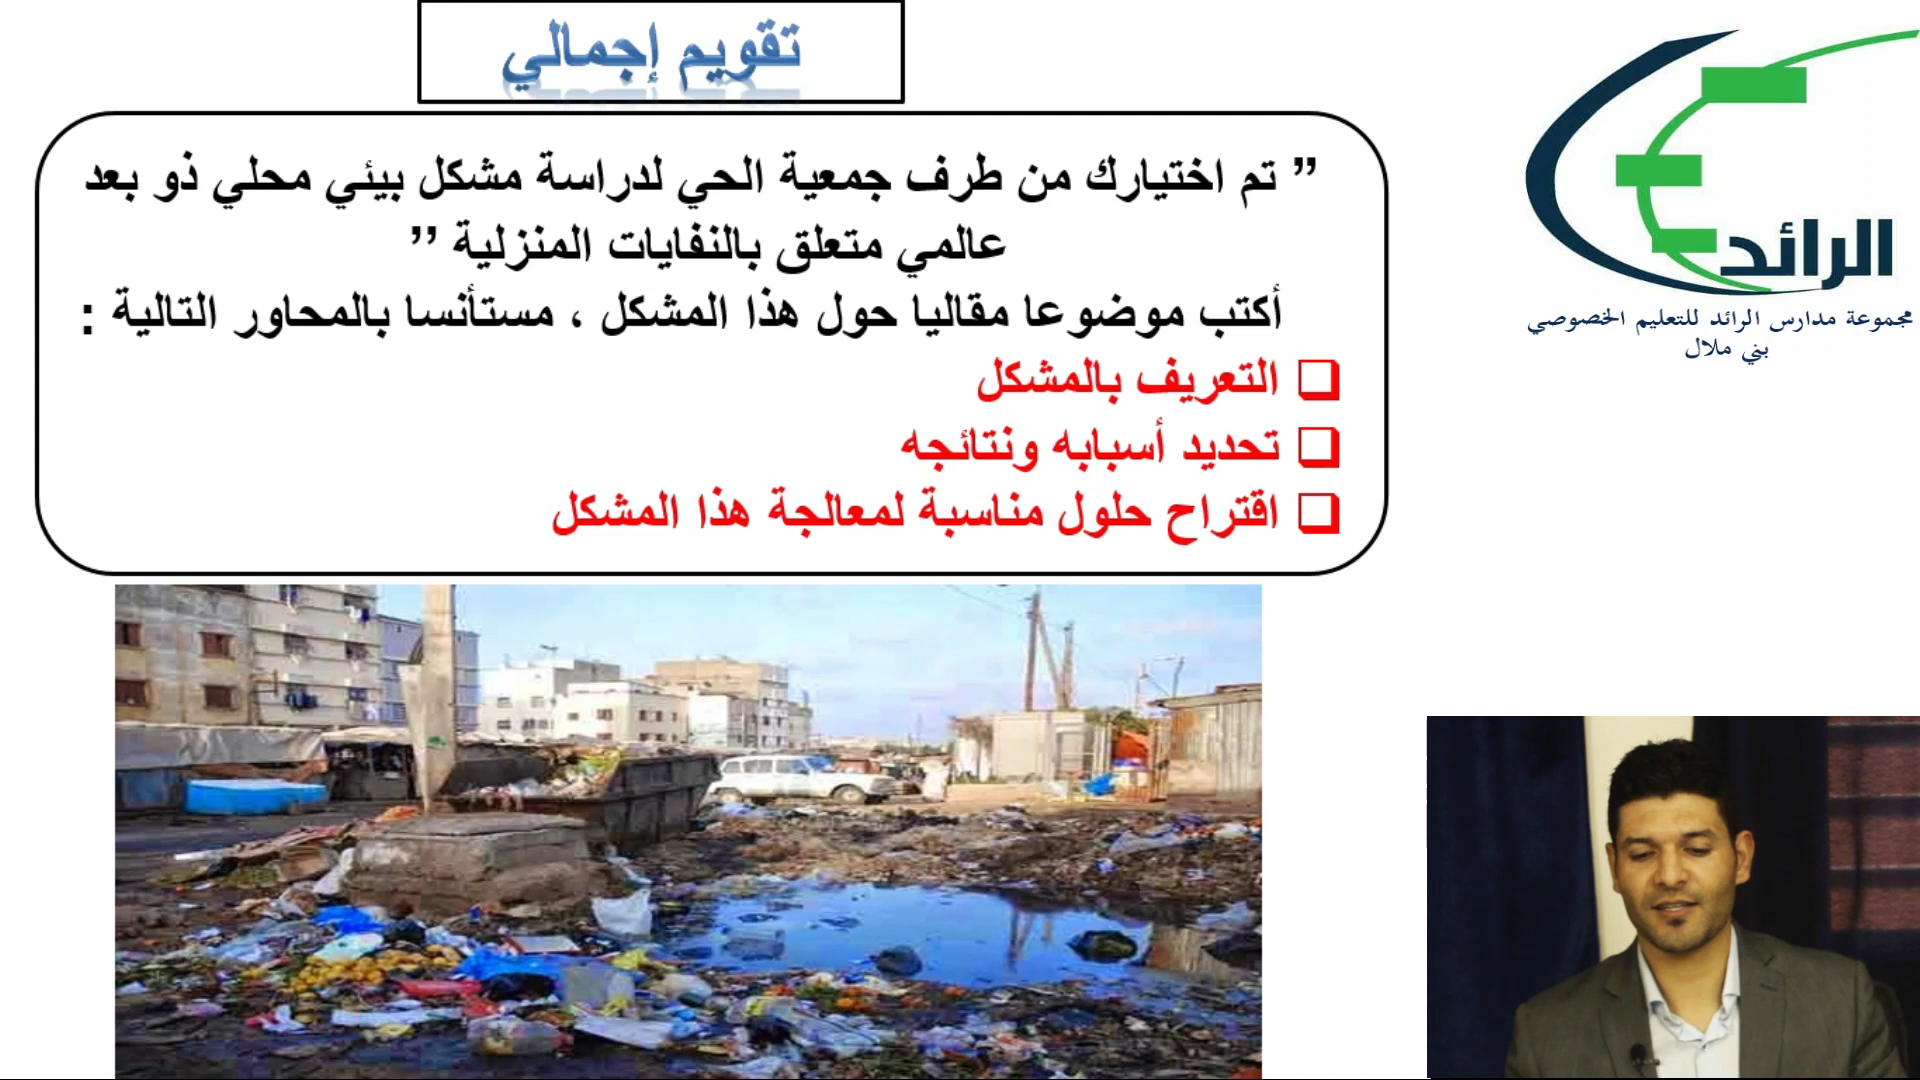 تقويم إجمالي
” تم اختيارك من طرف جمعية الحي لدراسة مشكل بيئي محلي ذو بعد
عالمي متعلق بالنفايات المنزلية ’’
أكتب موضوعا مقاليا حول هذا المشكل ، مستأنسا بالمحاور التالية :
❑ التعريف بالمشكل
❑ تحديد أسبابه ونتائجه
❑ اقتراح حلول مناسبة لمعالجة هذا المشكل
الرائد
مجموعة مدارس الرائد للتعليم الخصوصي
بني ملال